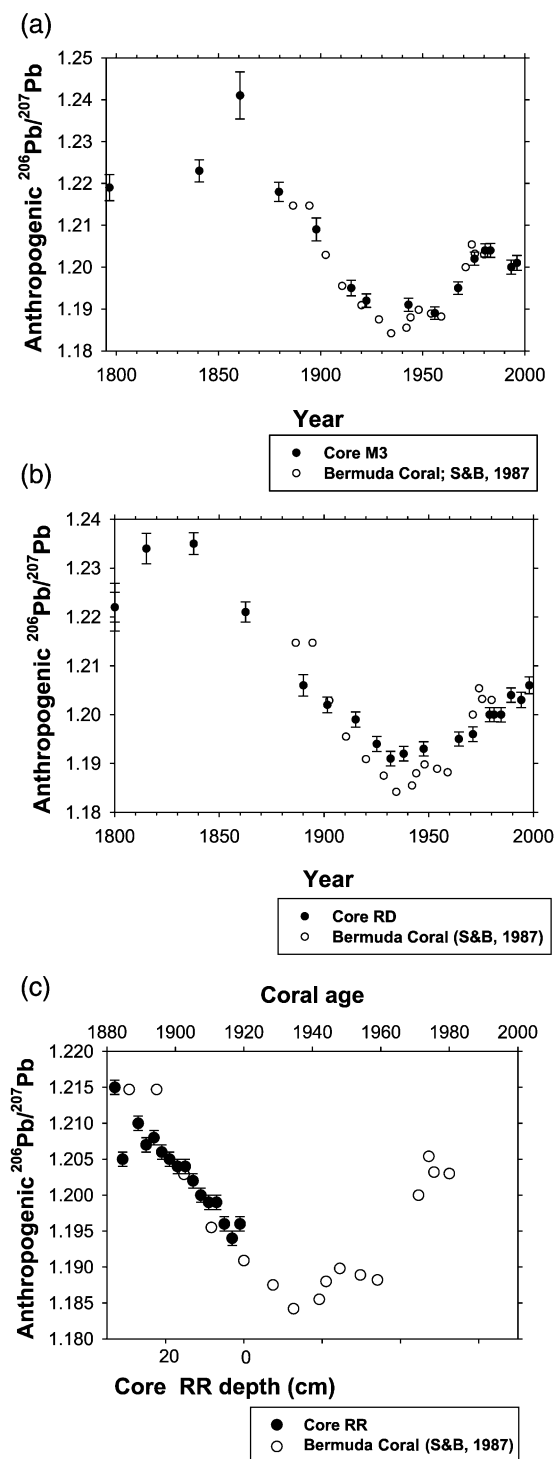 (a)
1.25
1.24
1.23
1.22
1.21
1.20
1.19
1.18
Anthropogenic ²⁰⁶Pb/²⁰⁷Pb
1800 1850 1900 1950 2000
Year
Core M3
Bermuda Coral; S&B, 1987
(b)
1.24
1.23
1.22
1.21
1.20
1.19
1.18
Anthropogenic ²⁰⁶Pb/²⁰⁷Pb
1800 1850 1900 1950 2000
Year
Core RD
Bermuda Coral (S&B, 1987)
(c)
Coral age
1880 1900 1920 1940 1960 1980 2000
1.220
1.215
1.210
1.205
1.200
1.195
1.190
1.185
1.180
Anthropogenic ²⁰⁶Pb/²⁰⁷Pb
20 0
Core RR depth (cm)
Core RR
Bermuda Coral (S&B, 1987)